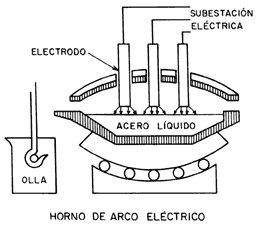 SUBESTACIÓN
ELÉCTRICA
ELECTRODO
ACERO LÍQUIDO
OLLA
HORNO DE ARCO ELÉCTRICO